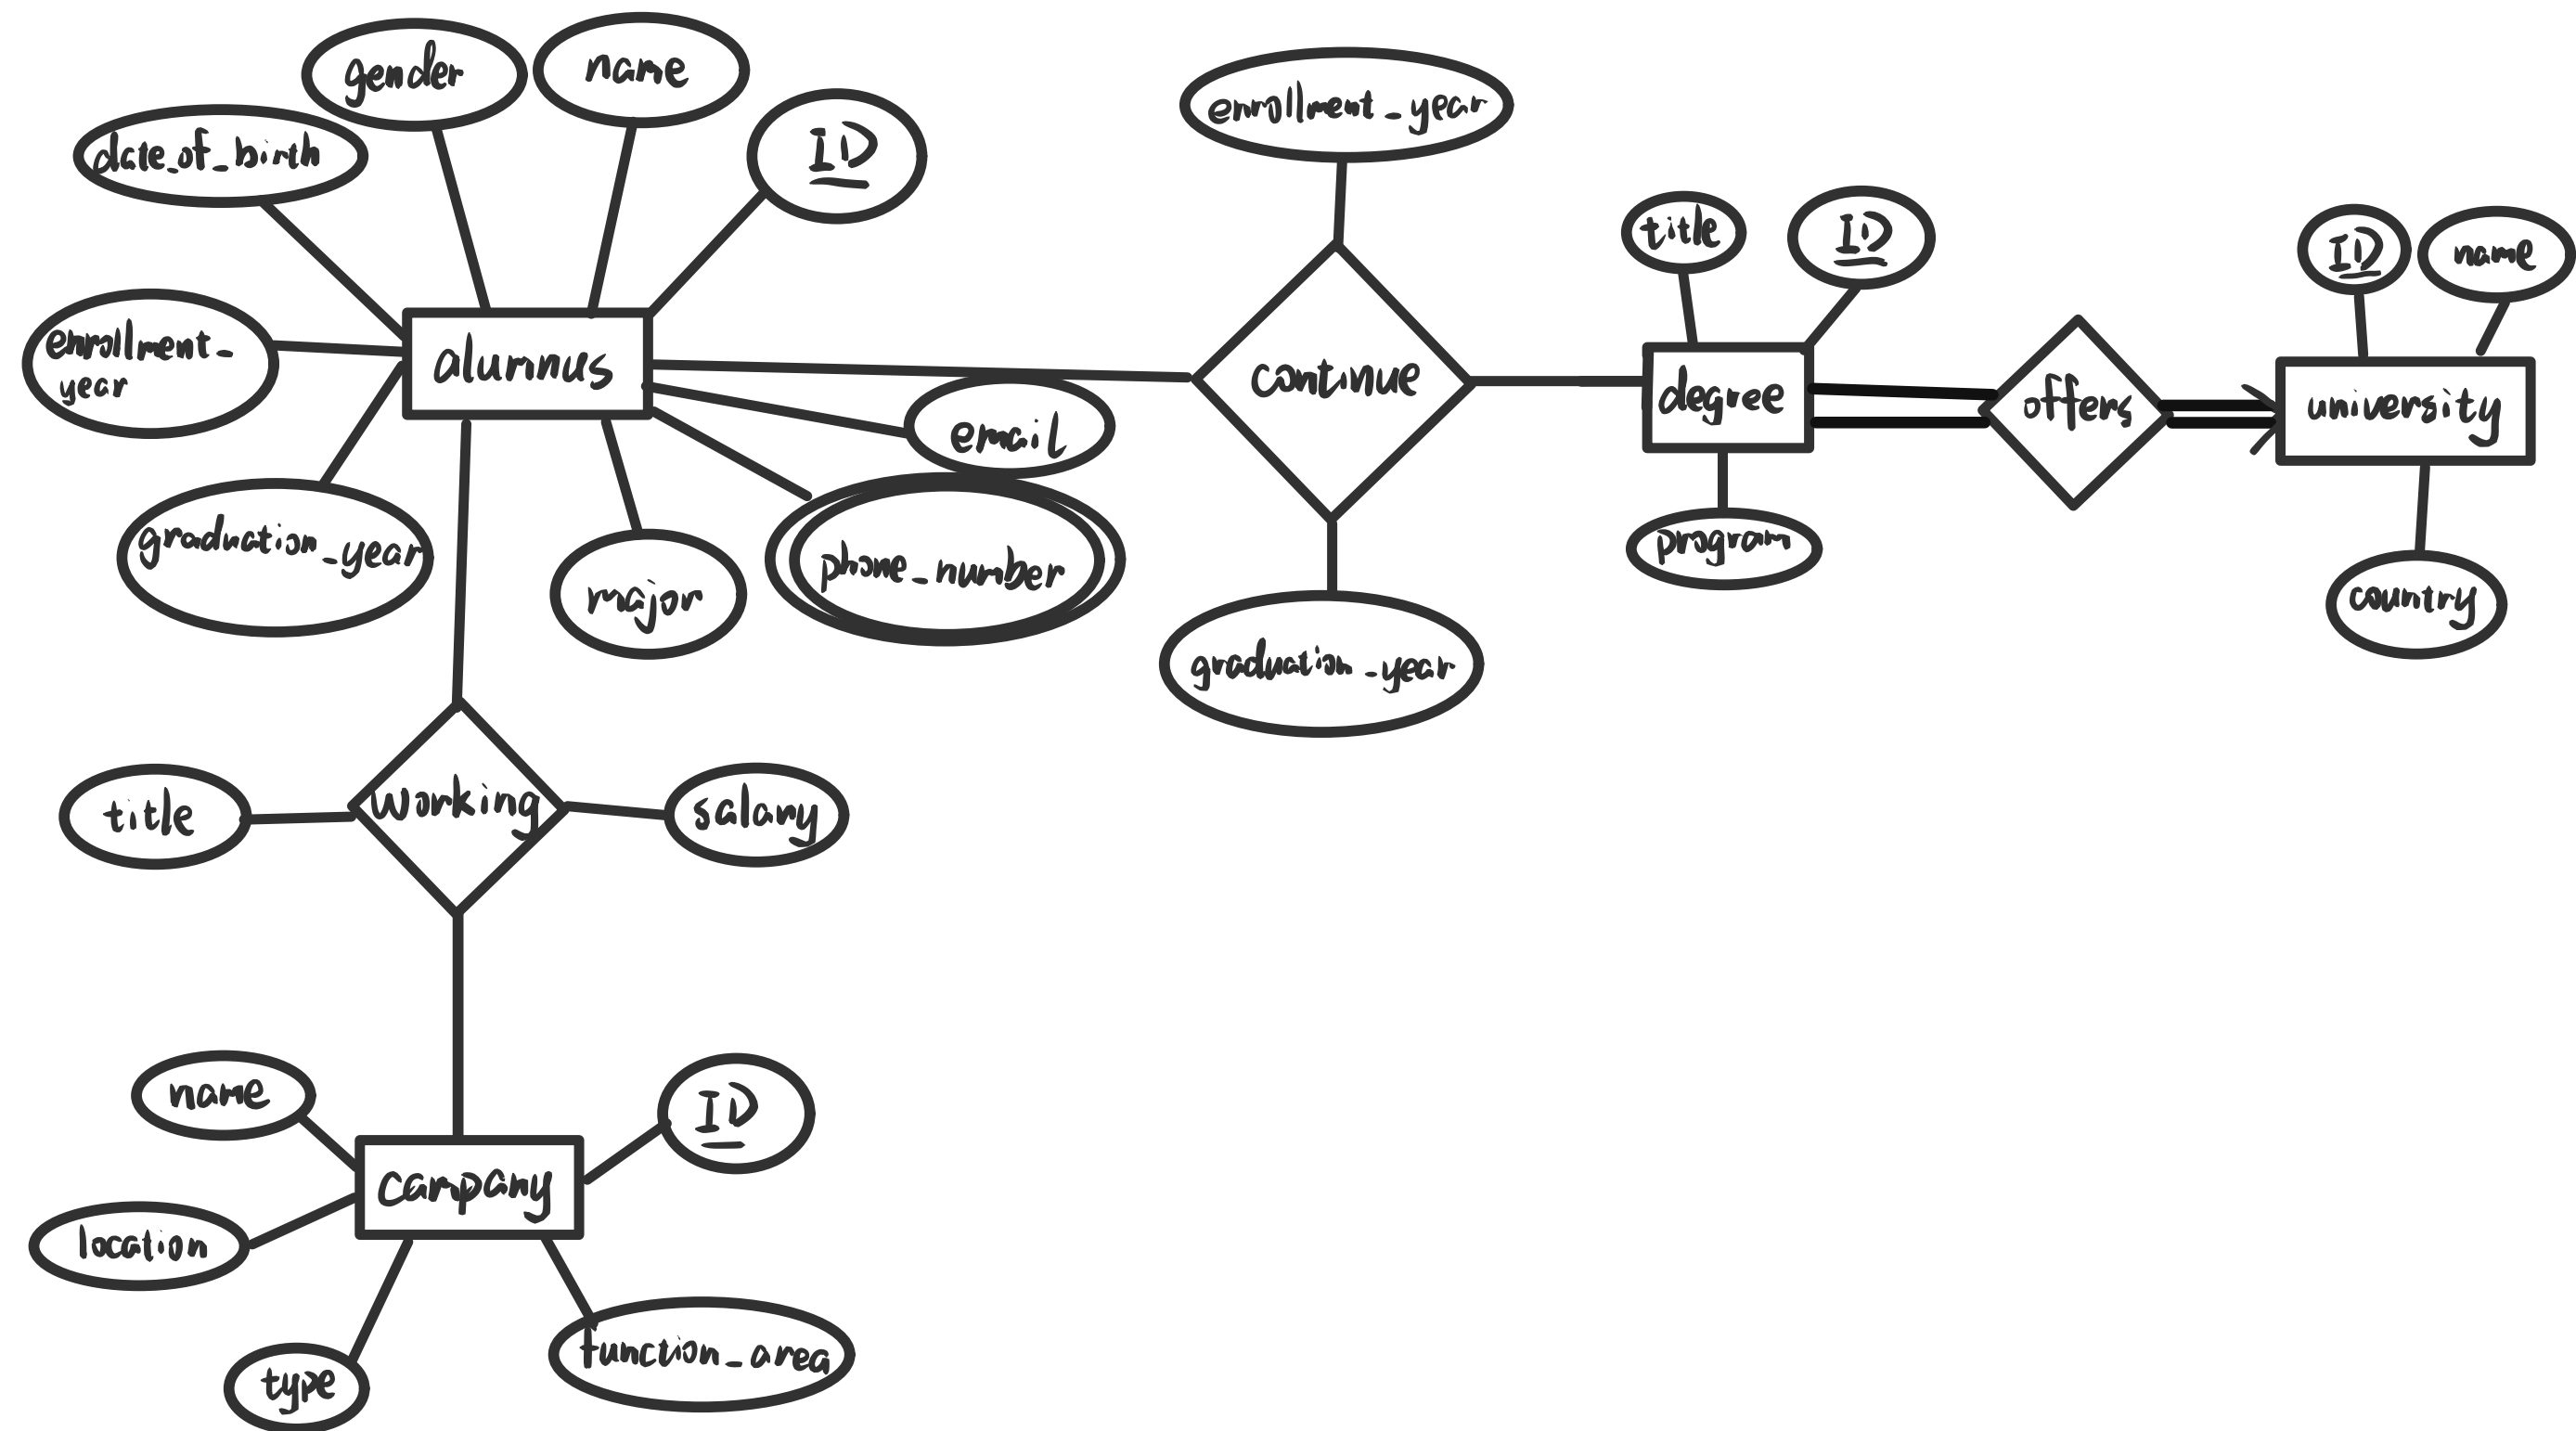 gender
name
ID
date_of_birth
enrollment_
year
alumnus
email
graduation_year
major
phone_number
enrollment_year
continue
graduation_year
title
ID
degree
program
offers
ID
name
university
country
title
working
salary
name
ID
company
location
type
function_area